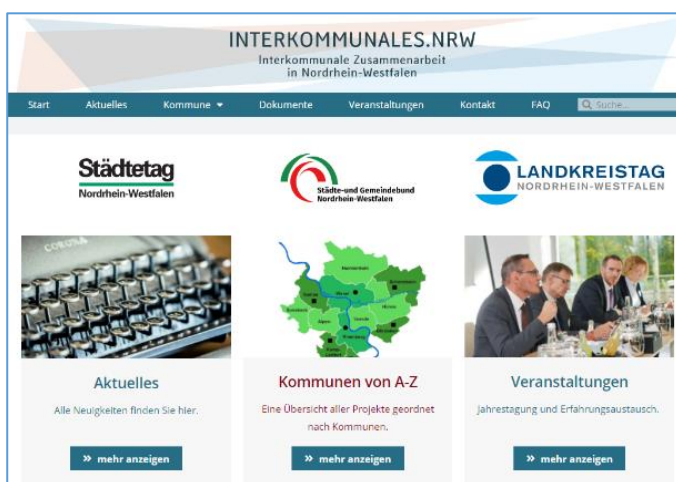 INTERKOMMUNALES.NRW
Interkommunale Zusammenarbeit
in Nordrhein-Westfalen
Start Aktuelles Kommune Dokumente Veranstaltungen Kontakt FAQ Suche...
Städtetag
Nordrhein-Westfalen
Städte-und Gemeindebund
Nordrhein-Westfalen
LANDKREISTAG
NORDRHEIN-WESTFALEN
CORONA
Aktuelles
Alle Neuigkeiten finden Sie hier.
» mehr anzeigen
Kommunen von A-Z
Eine Übersicht aller Projekte geordnet
nach Kommunen.
» mehr anzeigen
Veranstaltungen
Jahrestagung und Erfahrungsaustausch.
» mehr anzeigen